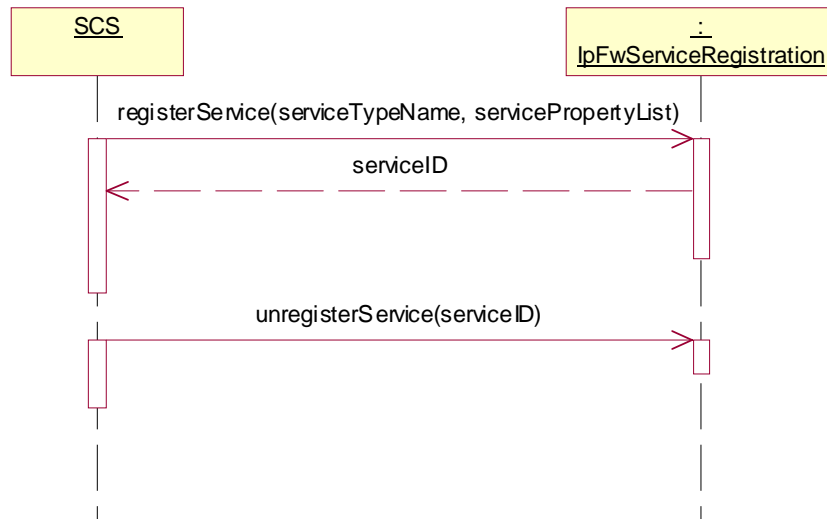 SCS
:
IpFwServiceRegistration
registerService(serviceTypeName, servicePropertyList)
serviceID
unregisterService(serviceID)